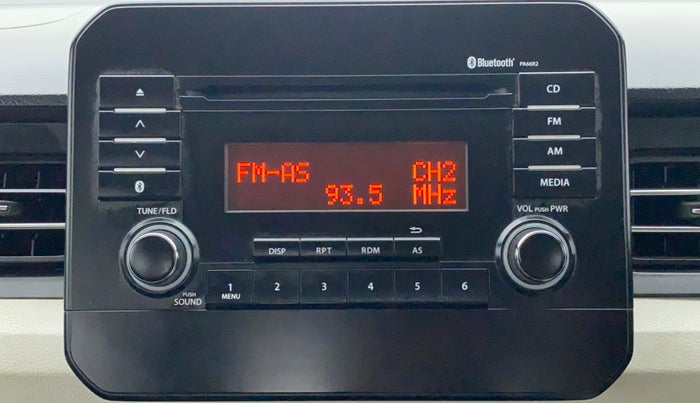 Bluetooth PA66R2
CD
FM
AM
MEDIA
FM-AS CH2
93.5 MHz
TUNE/FLD
VOL PUSH PWR
DISP RPT RDM AS
PUSH
SOUND
1 2 3 4 5 6
MENU